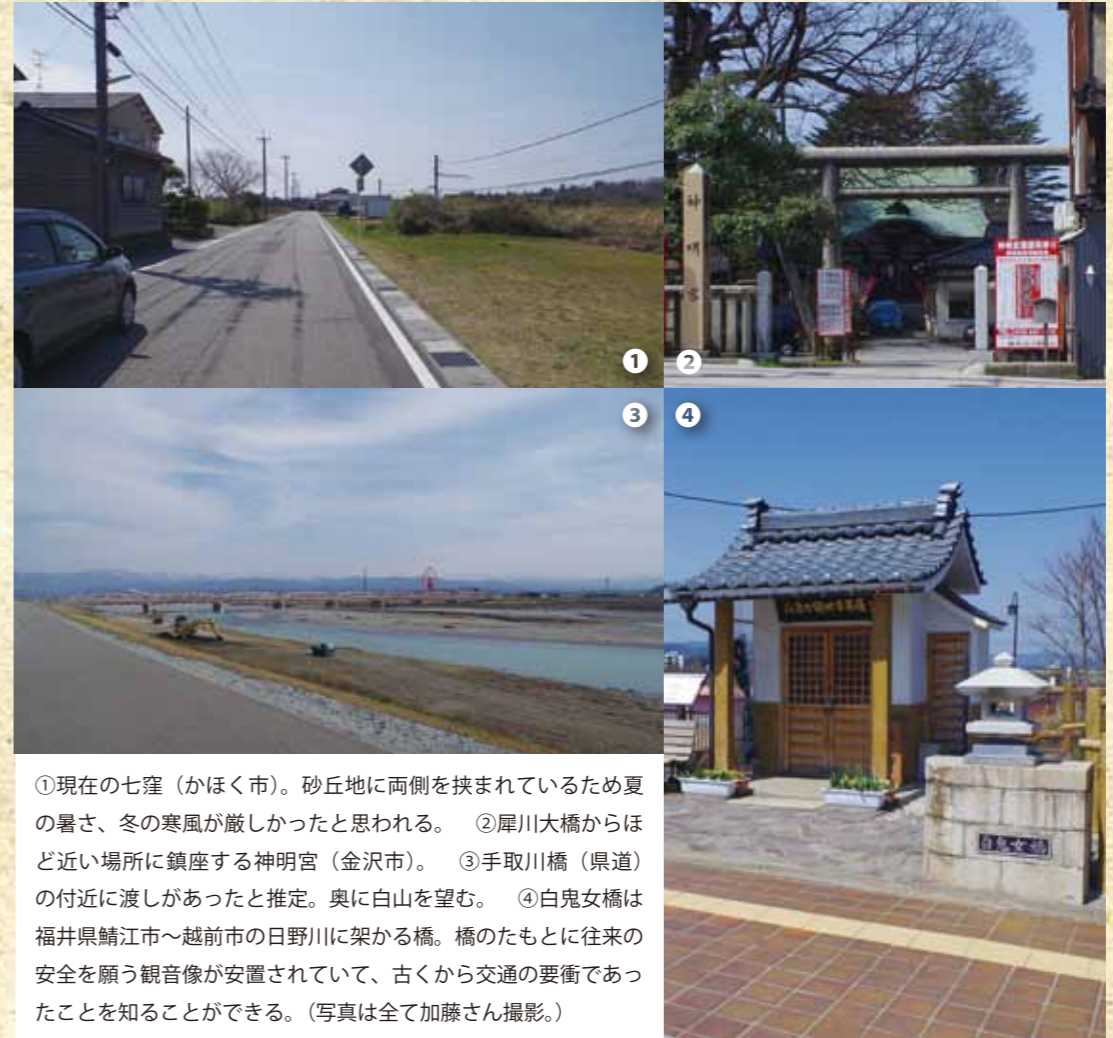 ❶
❷
神明宮
❸
❹
白鬼女橋
①現在の七窪（かほく市）。砂丘地に両側を挟まれているため夏
の暑さ、冬の寒風が厳しかったと思われる。　②犀川大橋からほ
ど近い場所に鎮座する神明宮（金沢市）。　③手取川橋（県道）
の付近に渡しがあったと推定。奥に白山を望む。　④白鬼女橋は
福井県鯖江市～越前市の日野川に架かる橋。橋のたもとに往来の
安全を願う観音像が安置されていて、古くから交通の要衝であっ
たことを知ることができる。（写真は全て加藤さん撮影。）